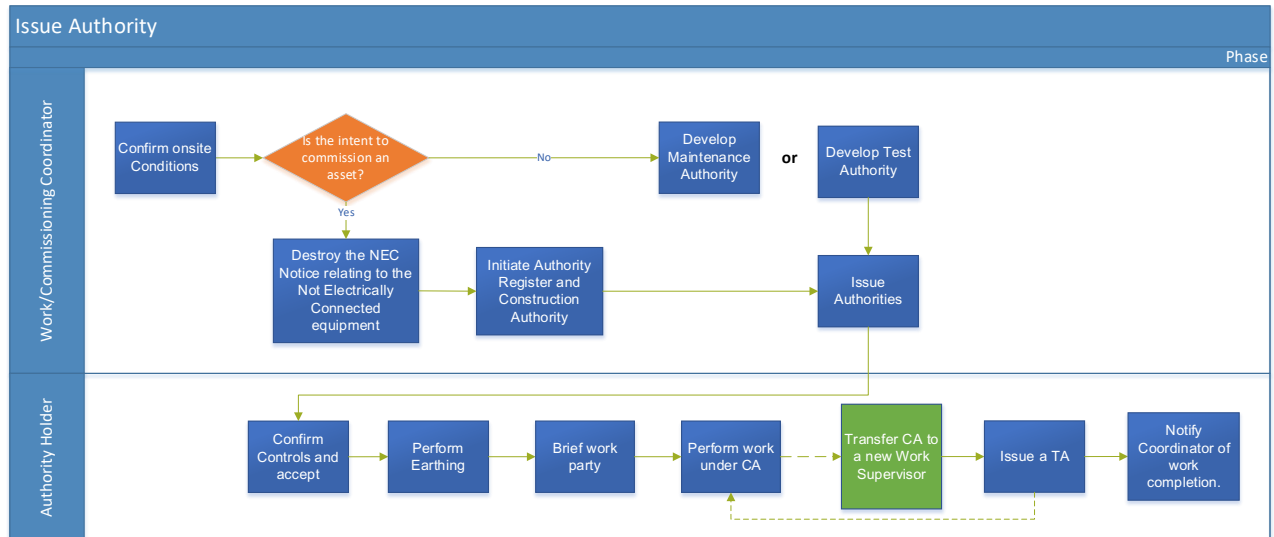 Issue Authority
Phase
Work/Commissioning Coordinator
Confirm onsite
Conditions
Is the intent to
commission an
asset?
No
Yes
Develop
Maintenance
Authority
or
Develop Test
Authority
Destroy the NEC
Notice relating to the
Not Electrically
Connected
equipment
Initiate Authority
Register and
Construction
Authority
Issue
Authorities
Authority Holder
Confirm
Controls and
accept
Perform
Earthing
Brief work
party
Perform work
under CA
Transfer CA to
a new Work
Supervisor
Issue a TA
Notify
Coordinator of
work
completion.